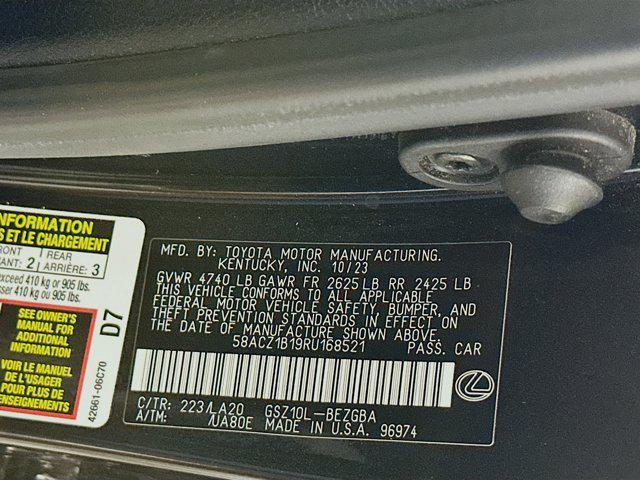 INFORMATION
S ET LE CHARGEMENT
FRONT
ANT: 2
REAR
ARRIÈRE: 3
exceed 410 kg or 905 lbs.
sser 410 kg ou 905 lbs.
SEE OWNER'S
MANUAL FOR
ADDITIONAL
INFORMATION
VOIR LE MANUEL
DE L'USAGER
POUR PLUS DE
RENSEIGNEMENTS
D7
42661-06C70
MFD. BY: TOYOTA MOTOR MANUFACTURING.
KENTUCKY, INC. 10/23
GVWR 4740 LB GAWR FR 2625 LB RR 2425 LB
THIS VEHICLE CONFORMS TO ALL APPLICABLE
FEDERAL MOTOR VEHICLE SAFETY, BUMPER, AND
THEFT PREVENTION STANDARDS IN EFFECT ON
THE DATE OF MANUFACTURE SHOWN ABOVE.
58ACZ1B19RU168521 PASS. CAR
C/TR: 223/LA20 GSZ10L-BEZGBA
A/TM: /UA80E MADE IN U.S.A. 96974